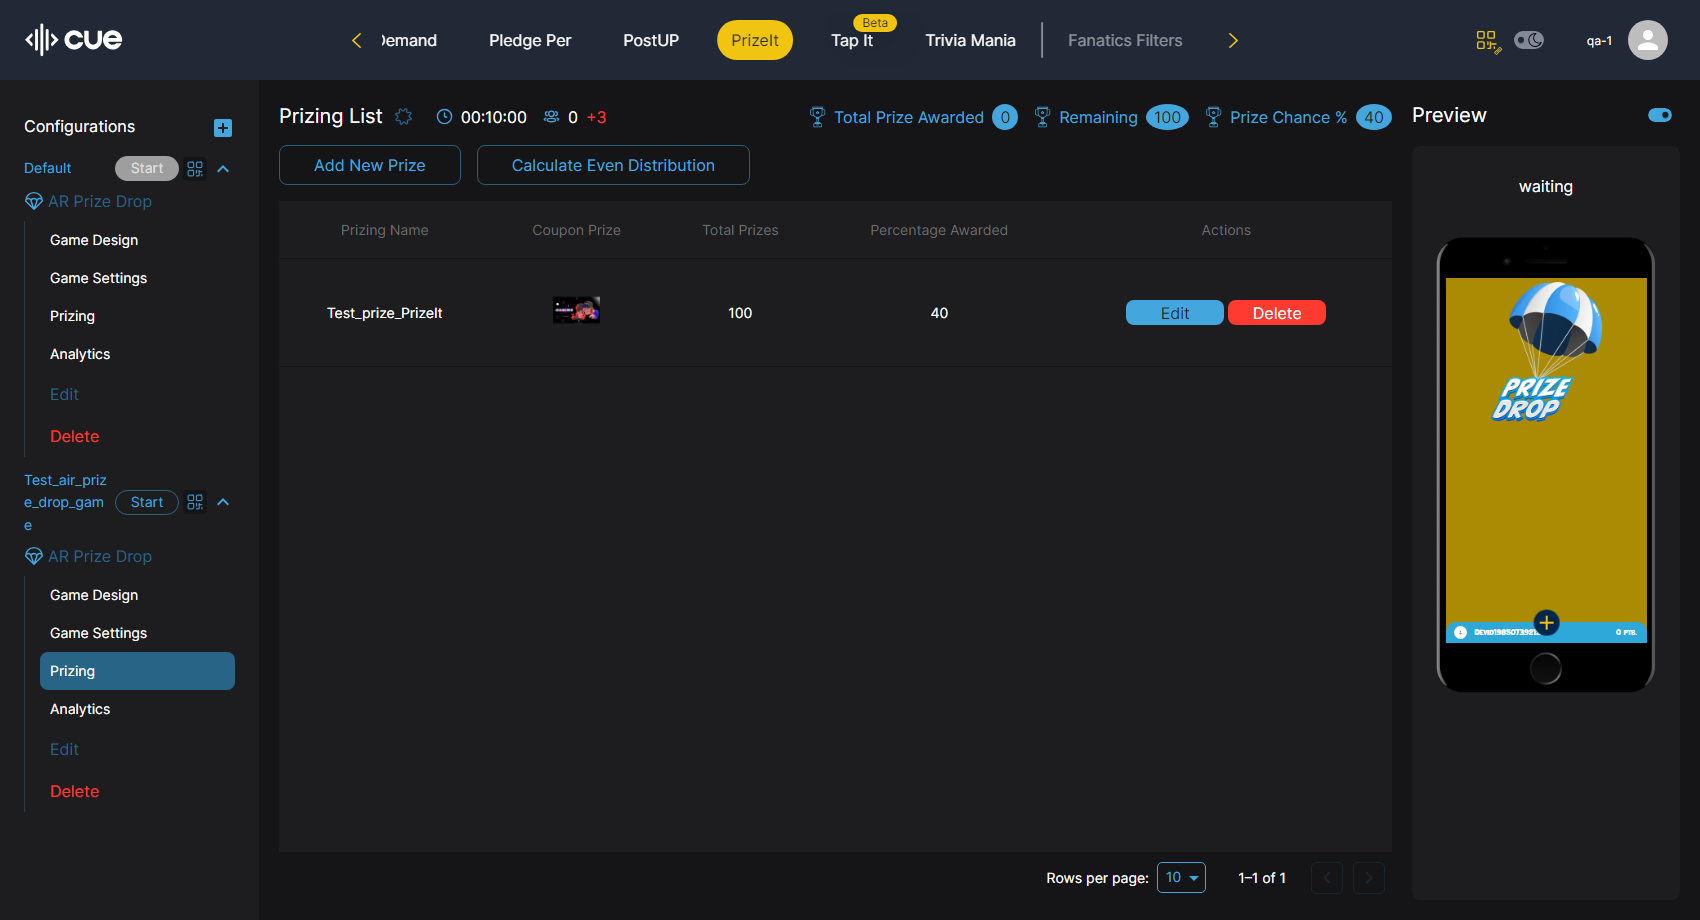 cue
Demand
Pledge Per
PostUP
PrizeIt
Beta
Tap It
Trivia Mania
Fanatics Filters
qa-1
Configurations
Default
Start
AR Prize Drop
Game Design
Game Settings
Prizing
Analytics
Edit
Delete
Test_air_priz
e_drop_gam
e
Start
AR Prize Drop
Game Design
Game Settings
Prizing
Analytics
Edit
Delete
Prizing List
00:10:00
0 +3
Total Prize Awarded 0
Remaining 100
Prize Chance % 40
Add New Prize
Calculate Even Distribution
Prizing Name Coupon Prize Total Prizes Percentage Awarded Actions
Test_prize_PrizeIt 100 40 Edit Delete
Rows per page: 10 1–1 of 1
Preview
waiting
PRIZE
DROP
0 PTS.